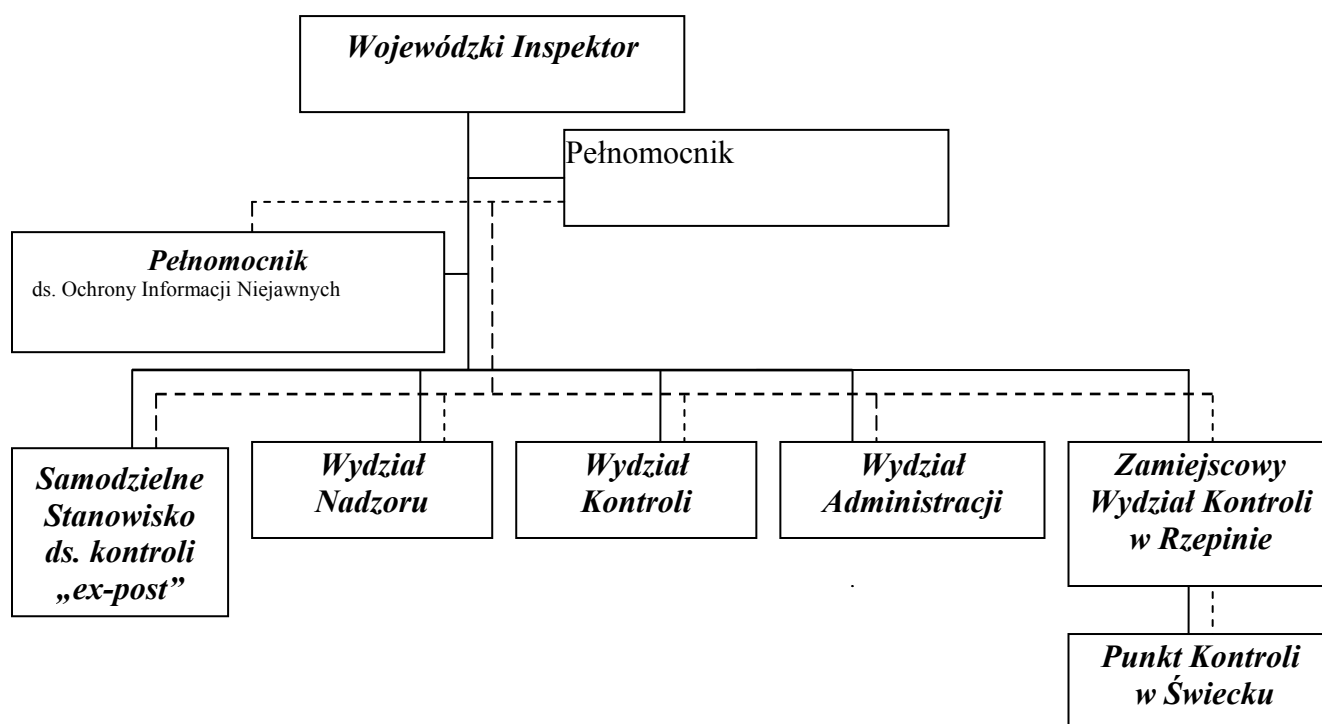 Wojewódzki Inspektor
Pełnomocnik
Pełnomocnik
ds. Ochrony Informacji Niejawnych
Samodzielne
Stanowisko
ds. kontroli
„ex-post”
Wydział
Nadzoru
Wydział
Kontroli
Wydział
Administracji
Zamiejscowy
Wydział Kontroli
w Rzepinie
Punkt Kontroli
w Świecku